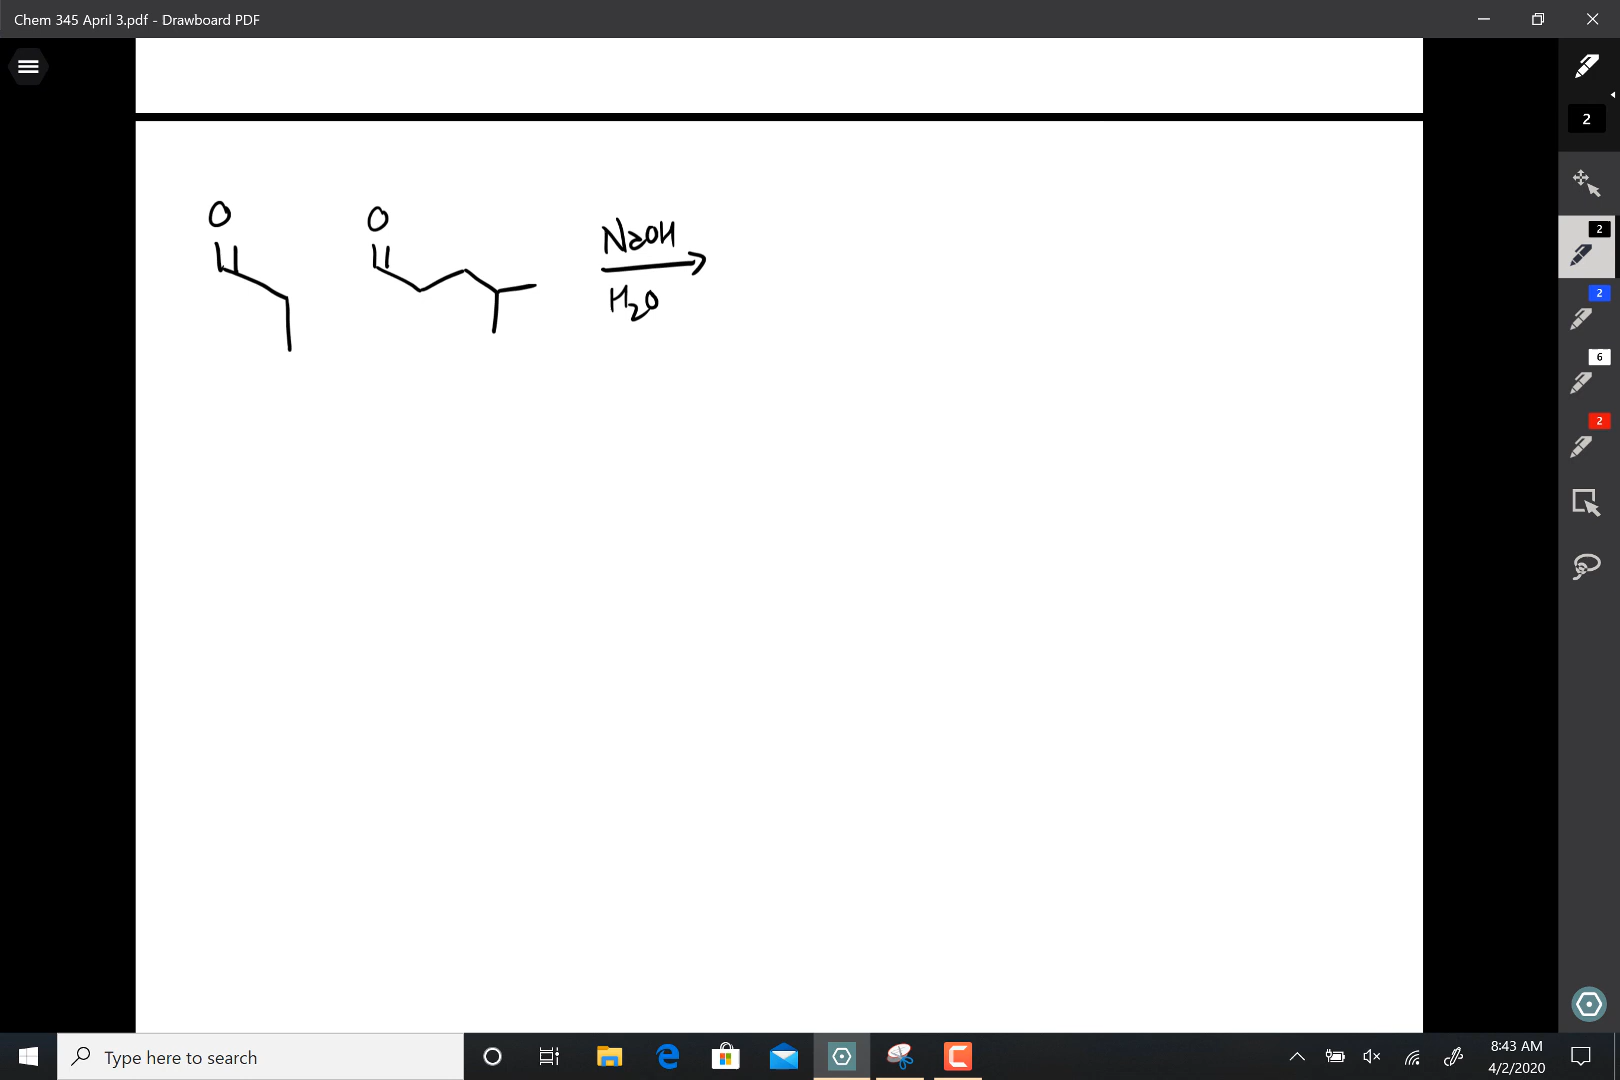 Chem 345 April 3.pdf - Drawboard PDF
2
2
2
6
2
O O
NaOH
H₂O
Type here to search
8:43 AM
4/2/2020